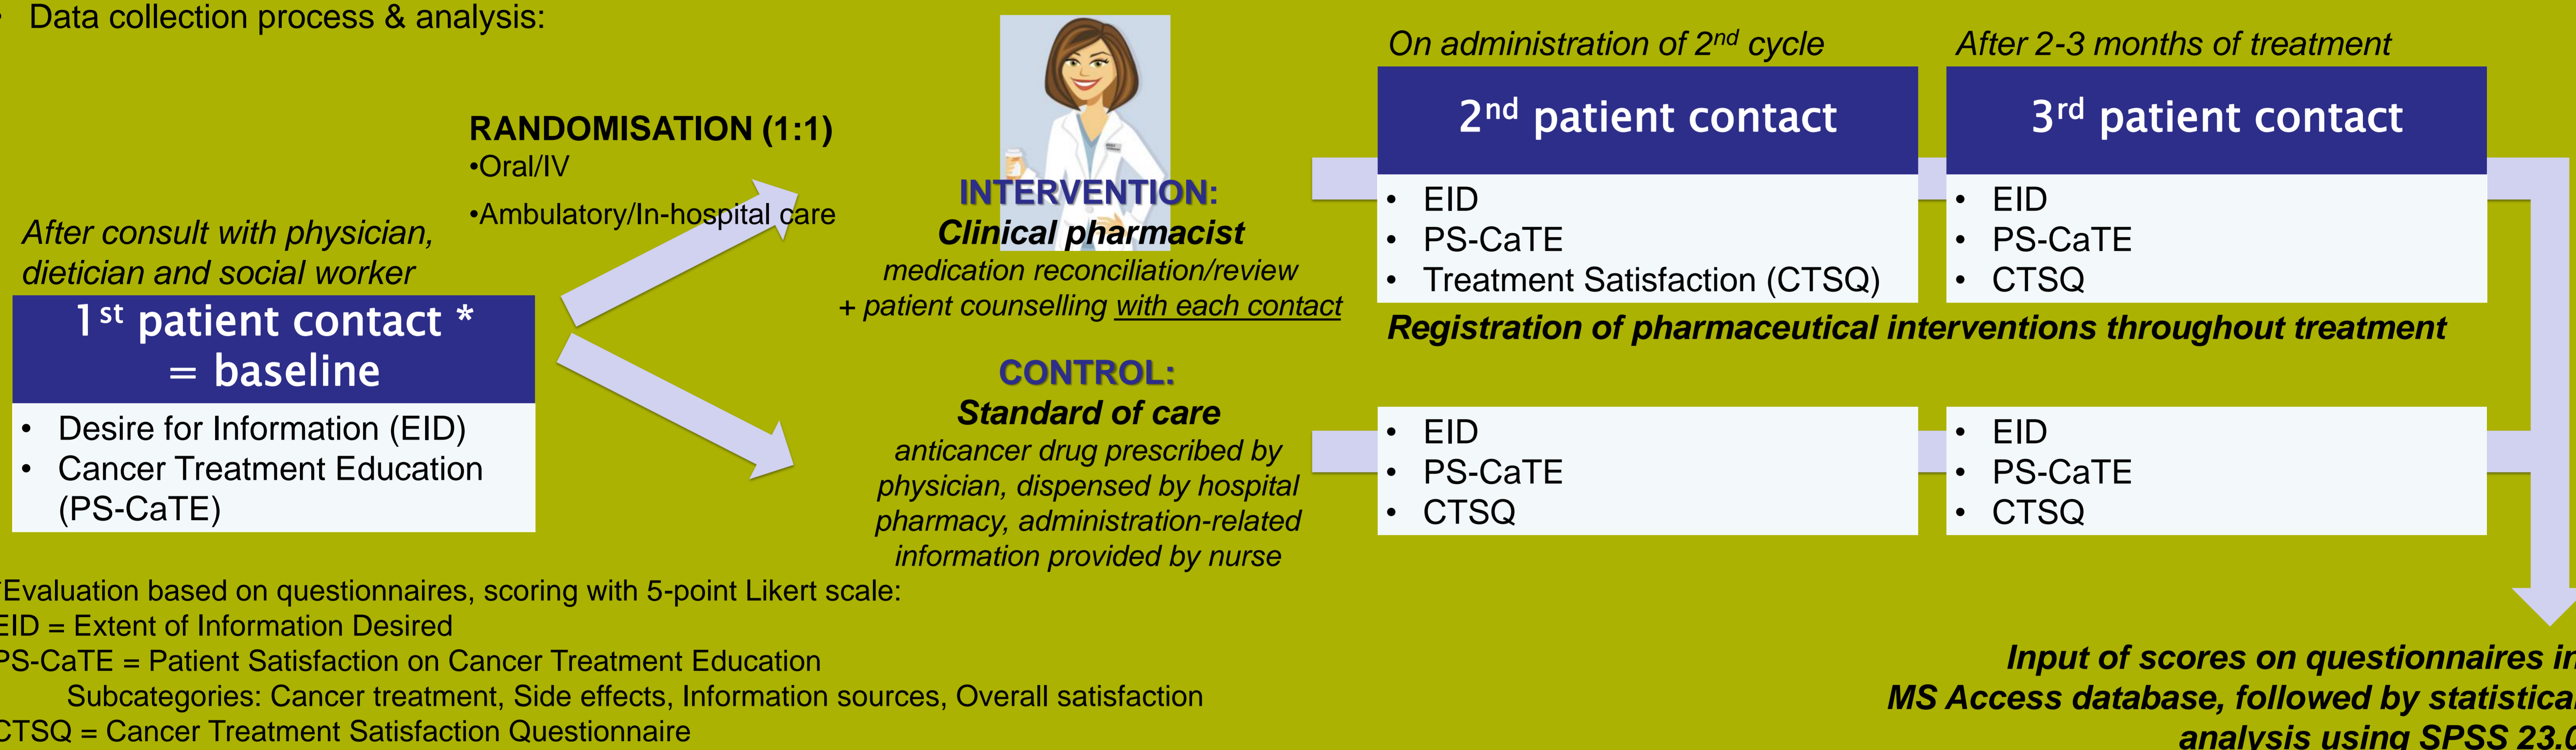 • Data collection process & analysis:
RANDOMISATION (1:1)
•Oral/IV
•Ambulatory/In-hospital care
After consult with physician,
dietician and social worker
1st patient contact *
= baseline
• Desire for Information (EID)
• Cancer Treatment Education
(PS-CaTE)
INTERVENTION:
Clinical pharmacist
medication reconciliation/review
+ patient counselling with each contact
CONTROL:
Standard of care
anticancer drug prescribed by
physician, dispensed by hospital
pharmacy, administration-related
information provided by nurse
On administration of 2nd cycle
2nd patient contact
• EID
• PS-CaTE
• Treatment Satisfaction (CTSQ)
After 2-3 months of treatment
3rd patient contact
• EID
• PS-CaTE
• CTSQ
Registration of pharmaceutical interventions throughout treatment
• EID
• PS-CaTE
• CTSQ
• EID
• PS-CaTE
• CTSQ
*Evaluation based on questionnaires, scoring with 5-point Likert scale:
EID = Extent of Information Desired
PS-CaTE = Patient Satisfaction on Cancer Treatment Education
Subcategories: Cancer treatment, Side effects, Information sources, Overall satisfaction
CTSQ = Cancer Treatment Satisfaction Questionnaire
Input of scores on questionnaires in
MS Access database, followed by statistical
analysis using SPSS 23.0